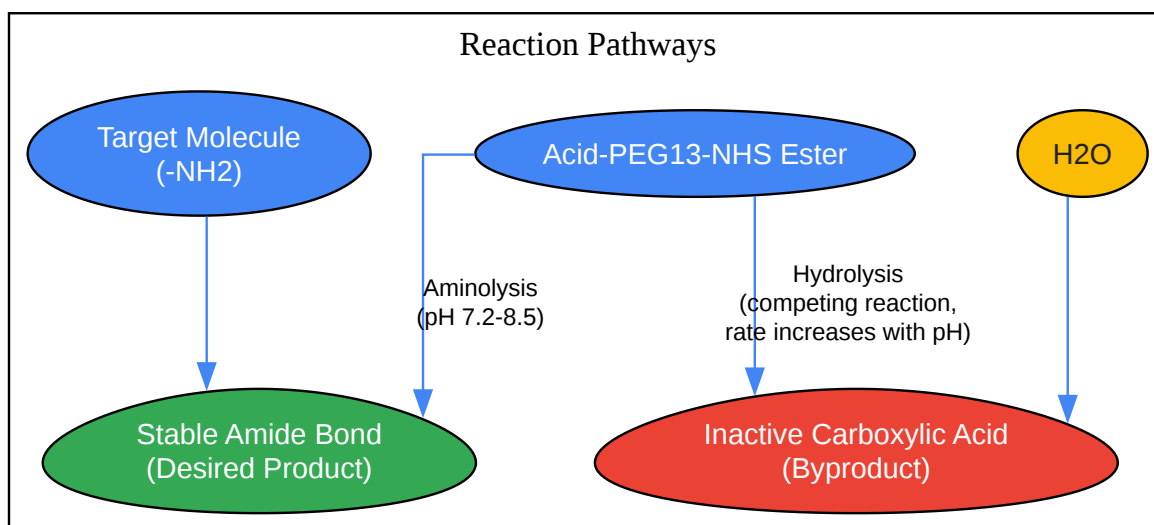 Reaction Pathways
Target Molecule
(-NH2)
Acid-PEG13-NHS Ester
H2O
Aminolysis
(pH 7.2-8.5)
Hydrolysis
(competing reaction,
rate increases with pH)
Stable Amide Bond
(Desired Product)
Inactive Carboxylic Acid
(Byproduct)